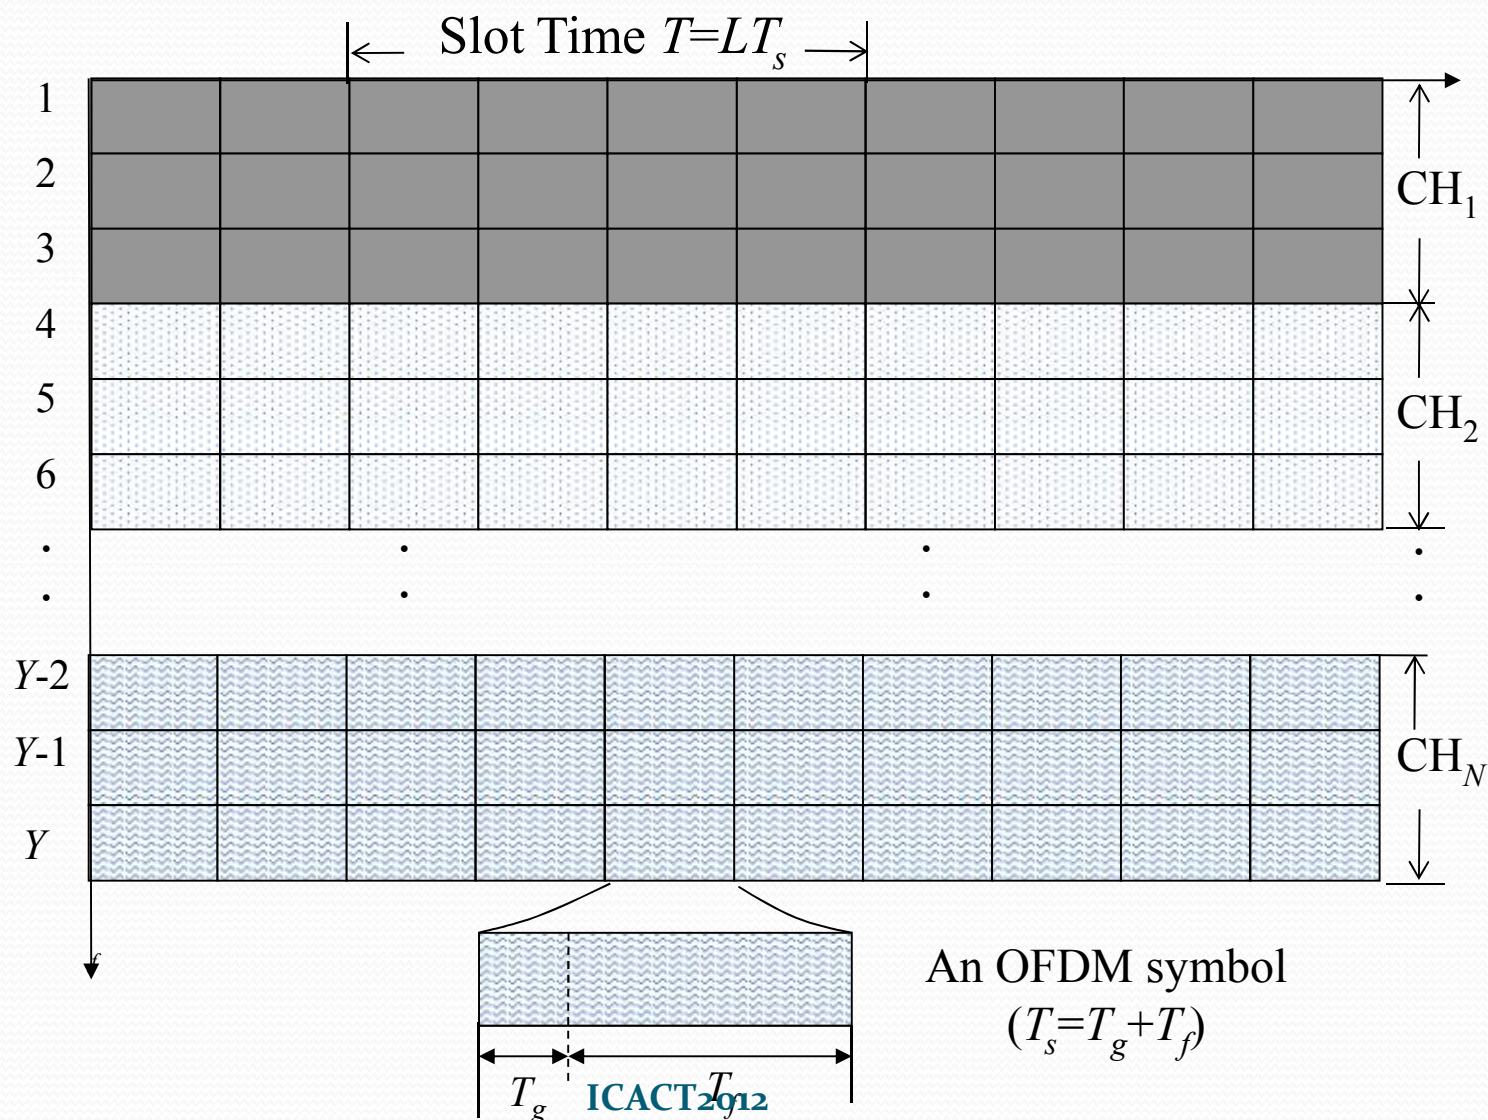 Slot Time T=LTs
1
2
3
CH1
4
5
6
CH2
: : : :
Y-2
Y-1
Y
CHN
f
An OFDM symbol
(Ts=Tg+Tf)
Tg
Tf
ICACT2012